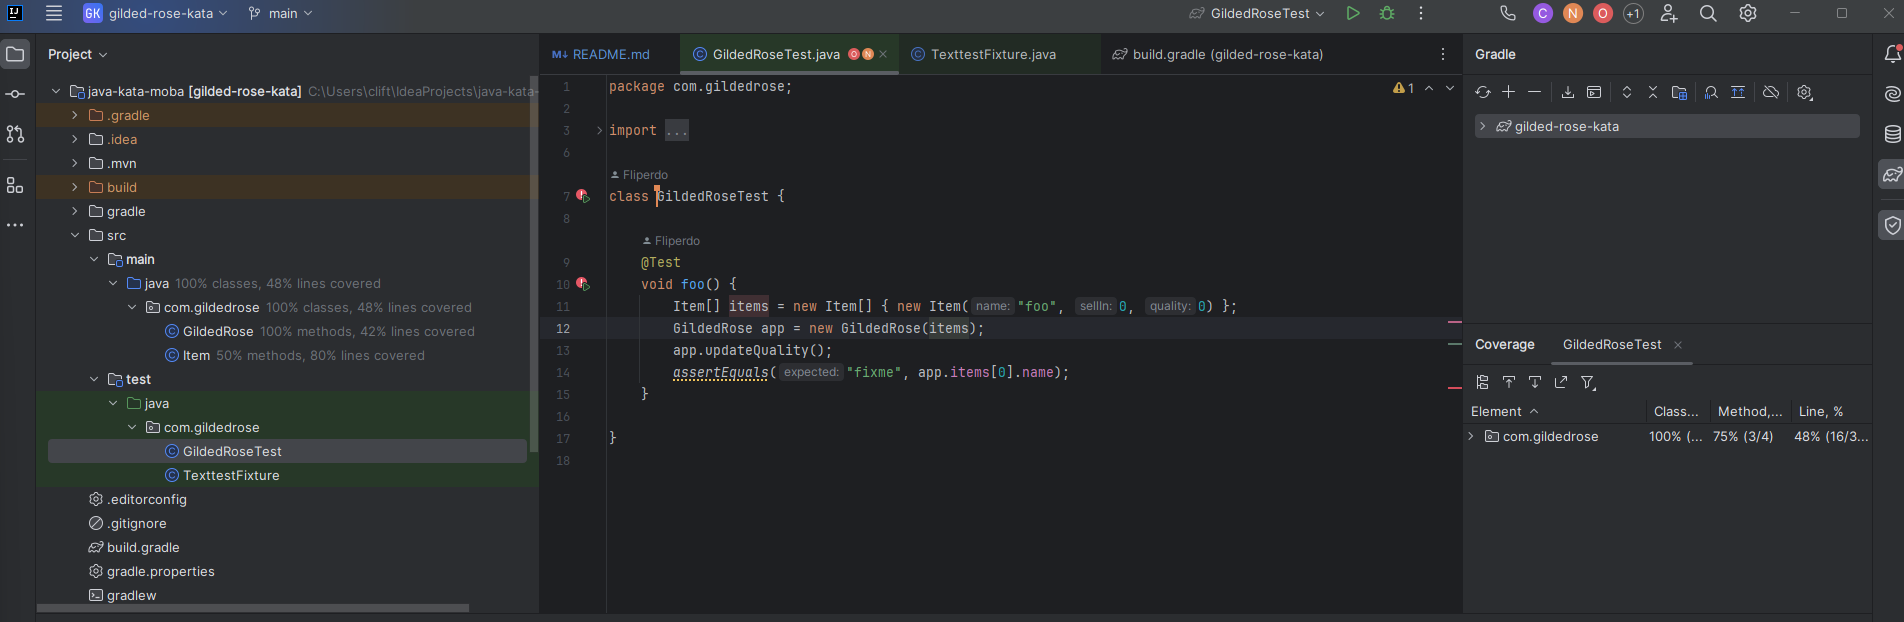 IJ GK gilded-rose-kata main GildedRoseTest C N O +1
Project
java-kata-moba [gilded-rose-kata] C:\Users\clift\IdeaProjects\java-kata-
.gradle
.idea
.mvn
build
gradle
src
main
java 100% classes, 48% lines covered
com.gildedrose 100% classes, 48% lines covered
GildedRose 100% methods, 42% lines covered
Item 50% methods, 80% lines covered
test
java
com.gildedrose
GildedRoseTest
TexttestFixture
.editorconfig
.gitignore
build.gradle
gradle.properties
gradlew
M↓ README.md GildedRoseTest.java O N TexttestFixture.java build.gradle (gilded-rose-kata)
1 package com.gildedrose; 1
2
3 import ...
6
Fliperdo
7 class GildedRoseTest {
8
Fliperdo
9 @Test
10 void foo() {
11 Item[] items = new Item[] { new Item( name: "foo", sellIn: 0, quality: 0) };
12 GildedRose app = new GildedRose(items);
13 app.updateQuality();
14 assertEquals( expected: "fixme", app.items[0].name);
15 }
16
17 }
18
Gradle
gilded-rose-kata
Coverage GildedRoseTest
Element Class... Method,... Line, %
com.gildedrose 100% (... 75% (3/4) 48% (16/3...